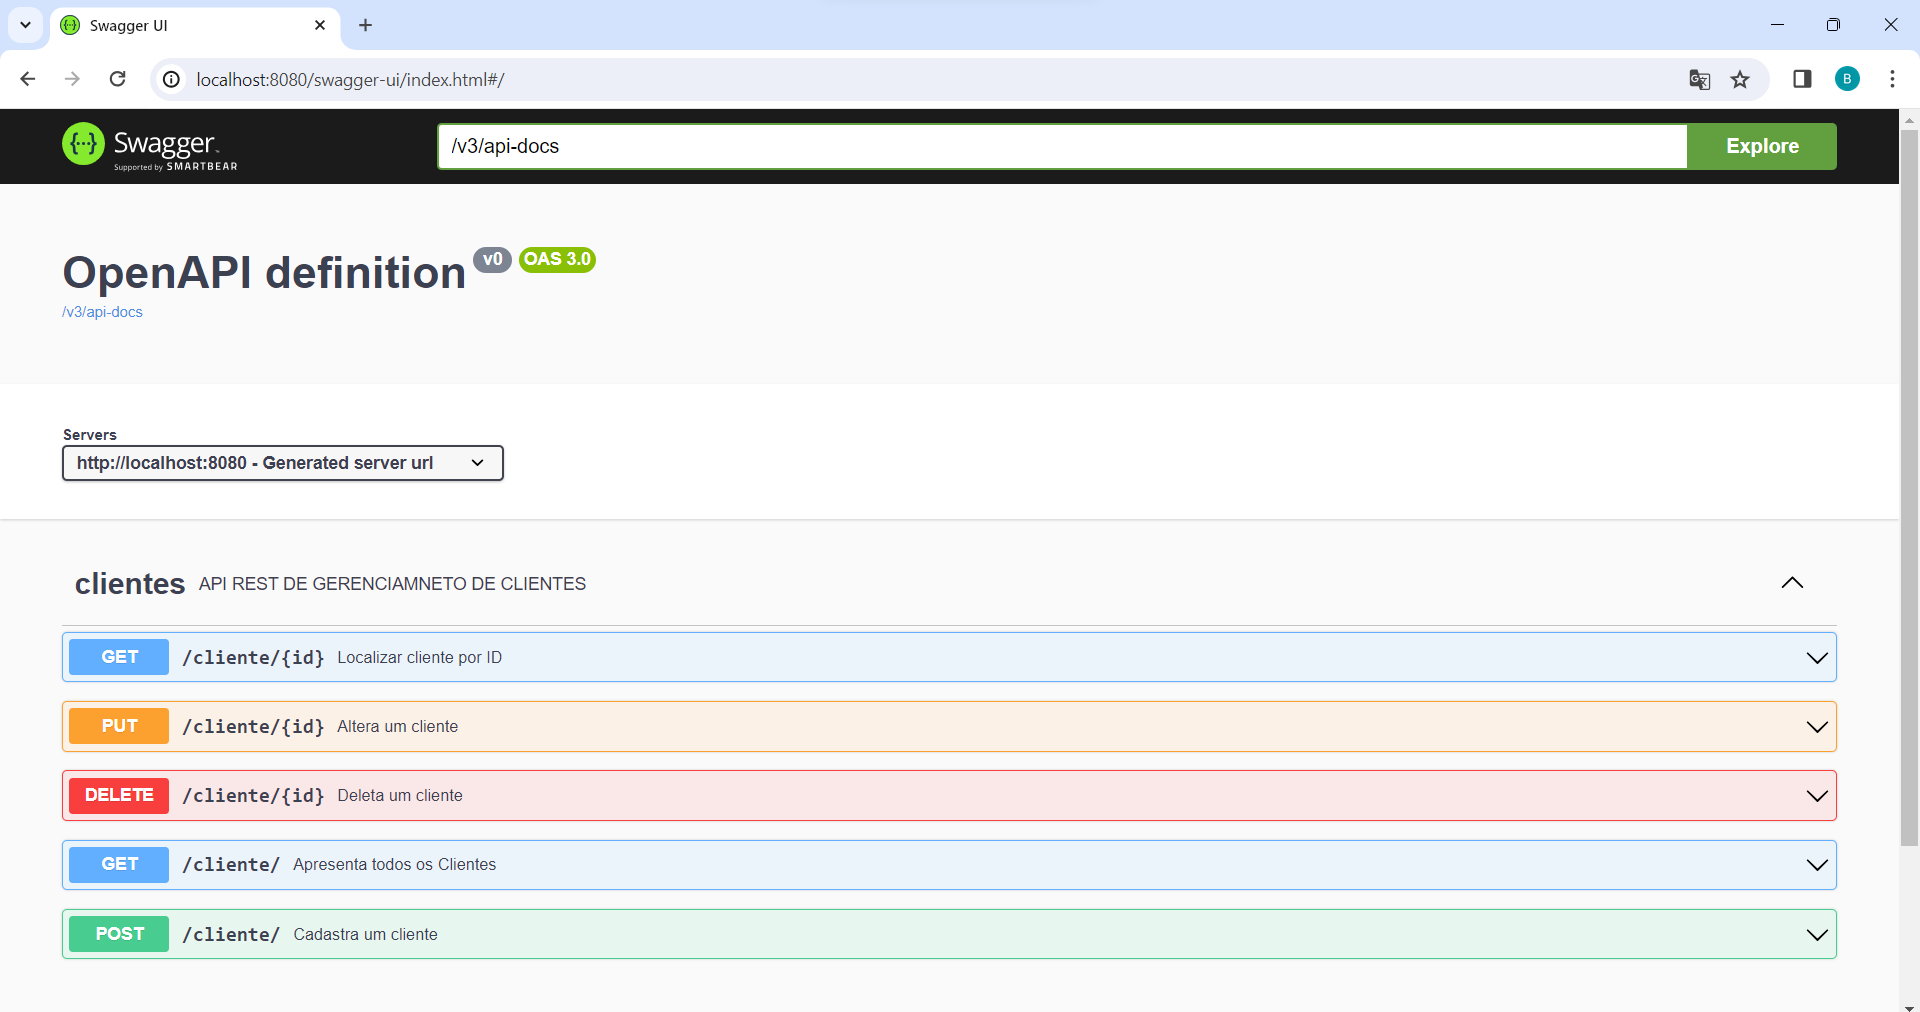 Swagger UI
localhost:8080/swagger-ui/index.html#/
B
Swagger
Supported by SMARTBEAR
/v3/api-docs
Explore
OpenAPI definition v0 OAS 3.0
/v3/api-docs
Servers
http://localhost:8080 - Generated server url
clientes API REST DE GERENCIAMNETO DE CLIENTES
GET /cliente/{id} Localizar cliente por ID
PUT /cliente/{id} Altera um cliente
DELETE /cliente/{id} Deleta um cliente
GET /cliente/ Apresenta todos os Clientes
POST /cliente/ Cadastra um cliente